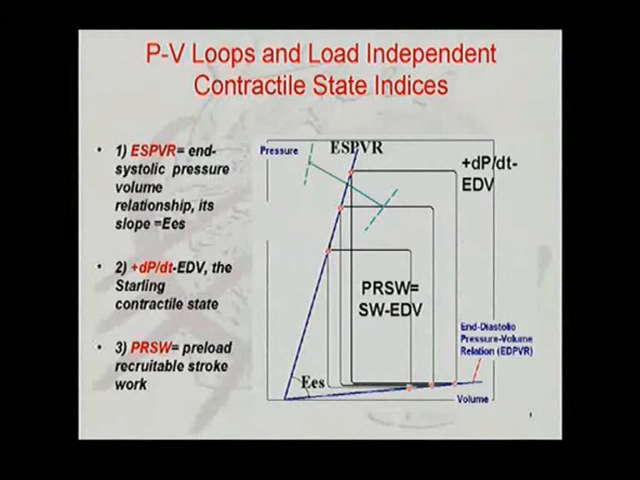 P-V Loops and Load Independent
Contractile State Indices
• 1) ESPVR= end-
systolic pressure
volume
relationship, its
slope =Ees
• 2) +dP/dt-EDV, the
Starling
contractile state
• 3) PRSW= preload
recruitable stroke
work
Pressure
ESPVR
+dP/dt-
EDV
PRSW=
SW-EDV
End-Diastolic
Pressure-Volume
Relation (EDPVR)
Ees
Volume